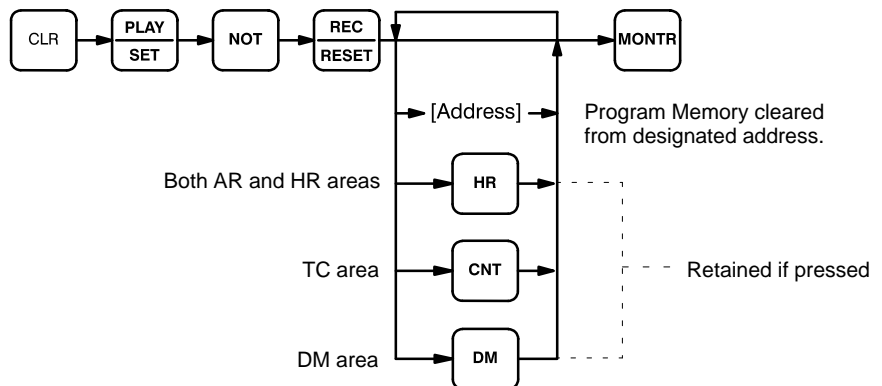 CLR
PLAY
SET
NOT
REC
RESET
MONTR
[Address]
Program Memory cleared
from designated address.
Both AR and HR areas
HR
TC area
CNT
Retained if pressed
DM area
DM